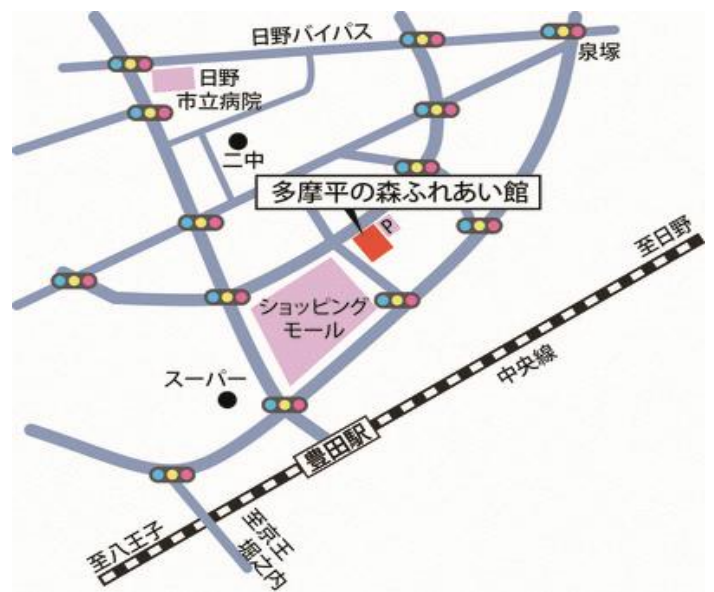 日野バイパス
泉塚
日野
市立病院
二中
多摩平の森ふれあい館
P
至日野
ショッピング
モール
中央線
スーパー
豊田駅
至八王子
至京王
堀之内